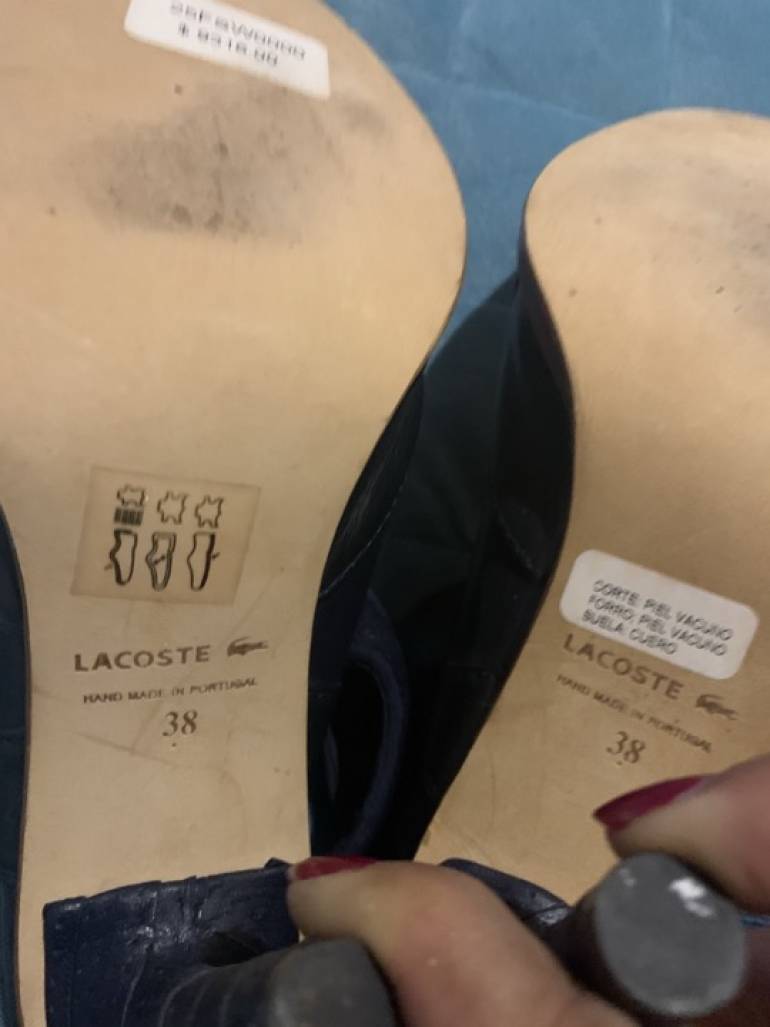 LACOSTE
HAND MADE IN PORTUGAL
38
CORTE: PIEL VACUNO
FORRO: PIEL VACUNO
SUELA: CUERO
LACOSTE
HAND MADE IN PORTUGAL
38